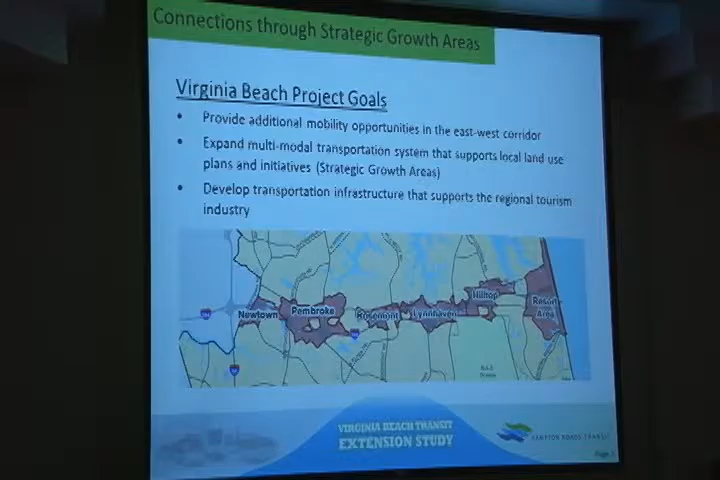 Connections through Strategic Growth Areas
Virginia Beach Project Goals
• Provide additional mobility opportunities in the east-west corridor
• Expand multi-modal transportation system that supports local land use
plans and initiatives (Strategic Growth Areas)
• Develop transportation infrastructure that supports the regional tourism
industry
Newtown
Pembroke
Rosemont
Lynnhaven
Hilltop
Resort
Area
VIRGINIA BEACH TRANSIT
EXTENSION STUDY
HAMPTON ROADS TRANSIT
Page